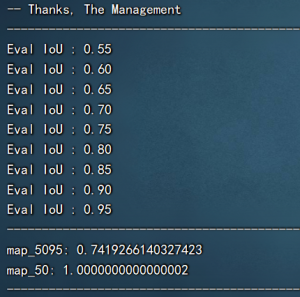 -- Thanks, The Management
--------------------------------------------
Eval IoU : 0.55
Eval IoU : 0.60
Eval IoU : 0.65
Eval IoU : 0.70
Eval IoU : 0.75
Eval IoU : 0.80
Eval IoU : 0.85
Eval IoU : 0.90
Eval IoU : 0.95
--------------------------------------------
map_5095: 0.7419266140327423
map_50: 1.0000000000000002
--------------------------------------------